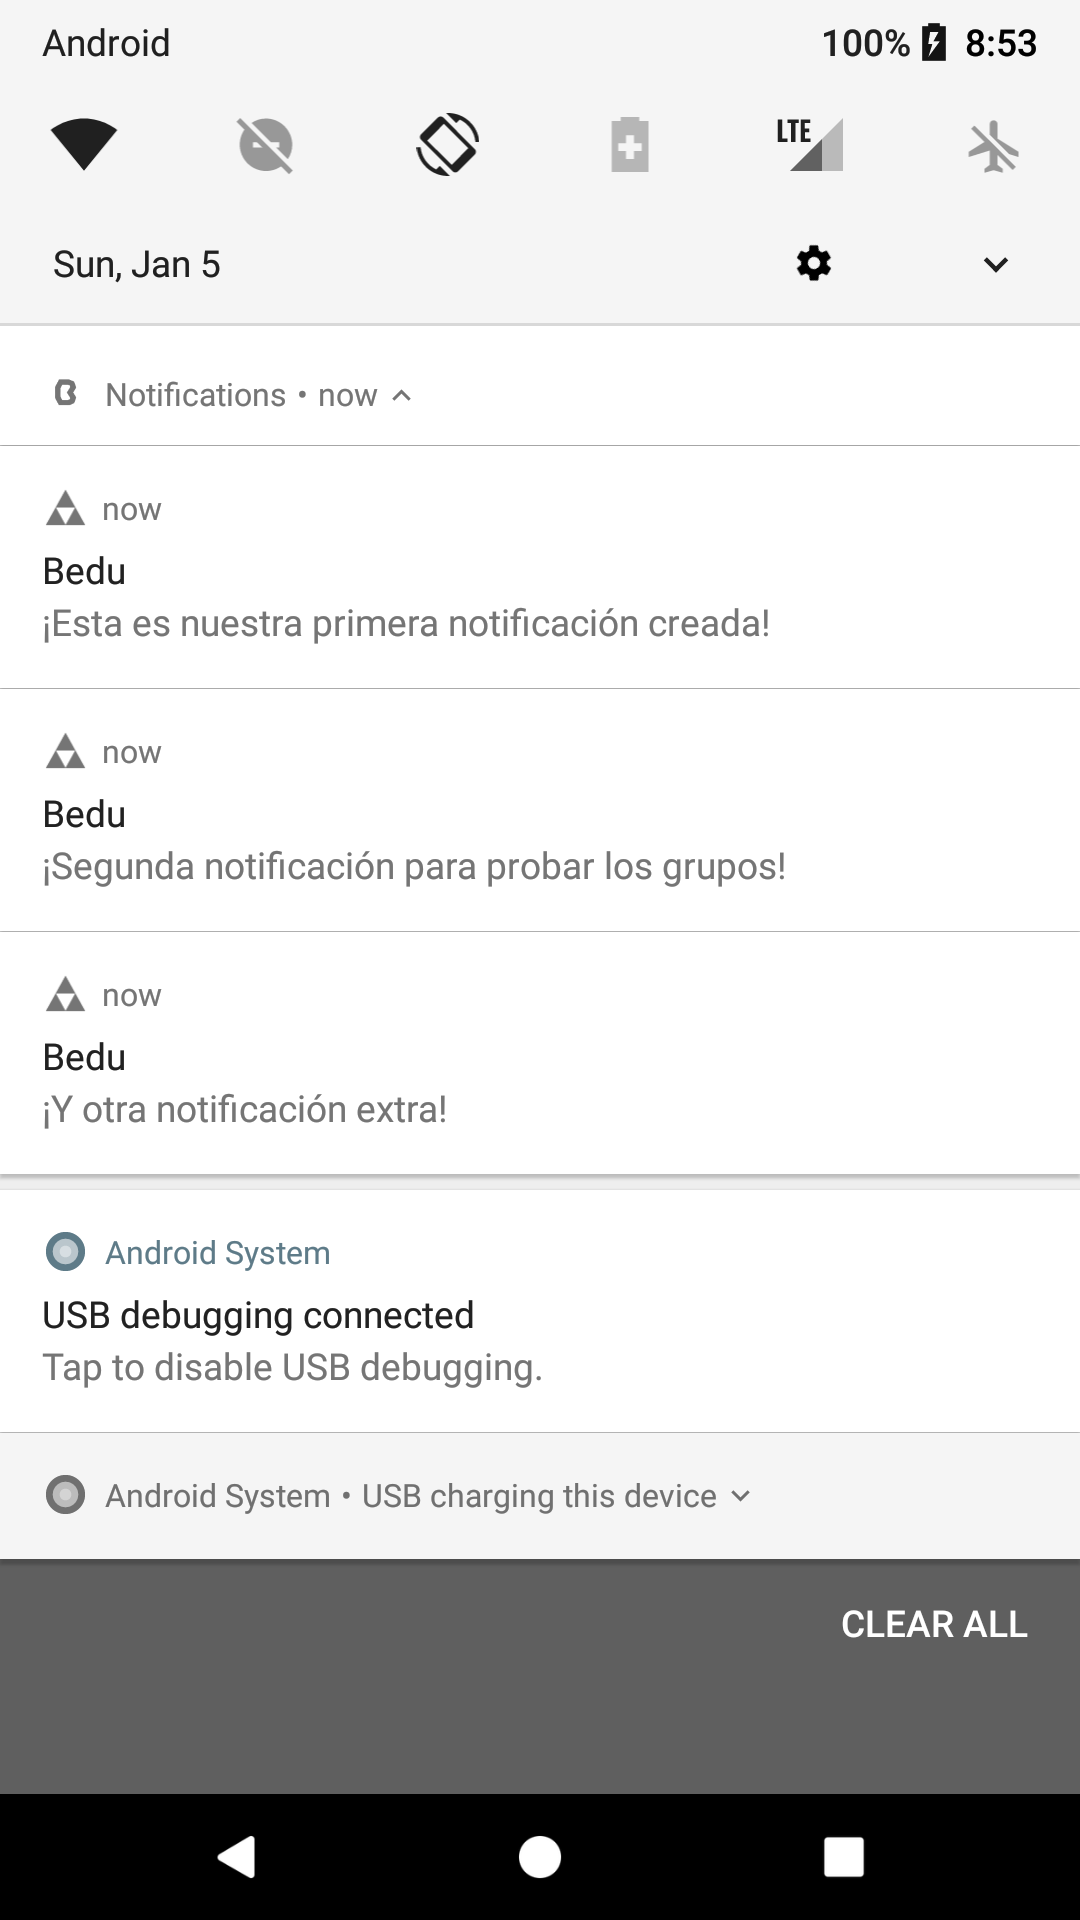 Android 100% 8:53
LTE
Sun, Jan 5
Notifications • now
now
Bedu
¡Esta es nuestra primera notificación creada!
now
Bedu
¡Segunda notificación para probar los grupos!
now
Bedu
¡Y otra notificación extra!
Android System
USB debugging connected
Tap to disable USB debugging.
Android System • USB charging this device
CLEAR ALL